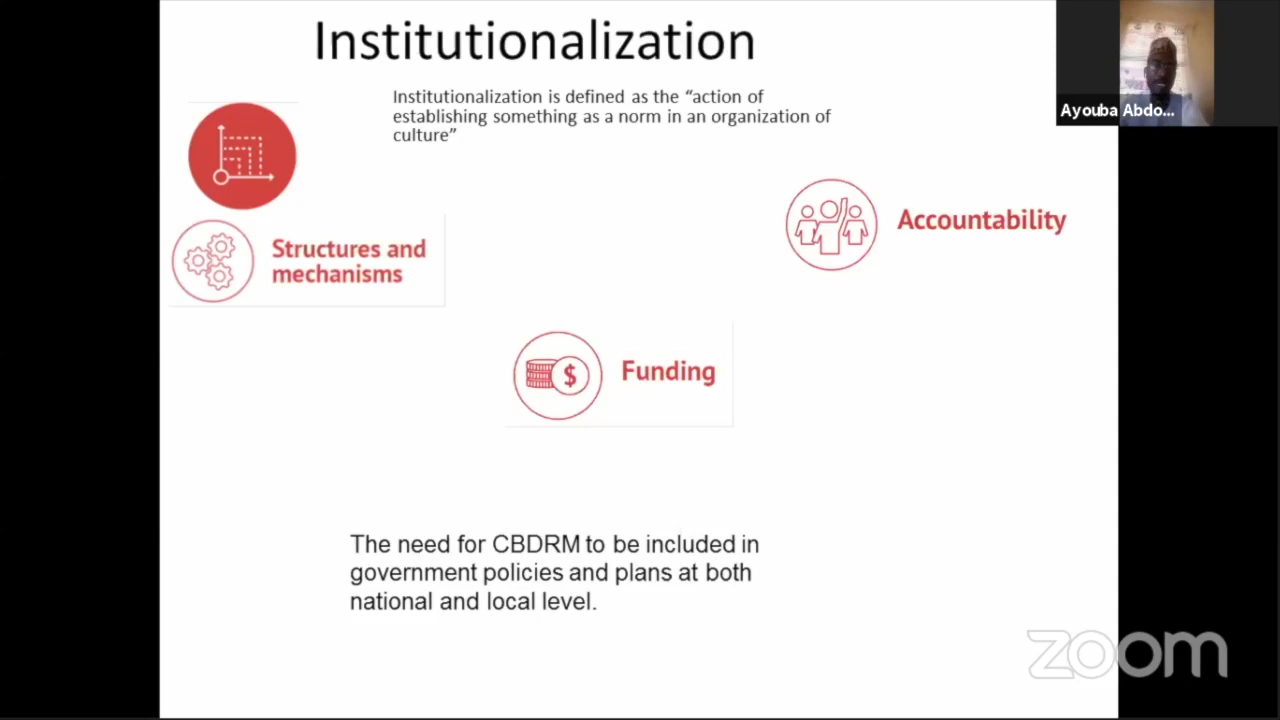 Institutionalization
Institutionalization is defined as the “action of
establishing something as a norm in an organization of
culture”
Ayouba Abdo...
Accountability
Structures and
mechanisms
$
Funding
The need for CBDRM to be included in
government policies and plans at both
national and local level.
zoom